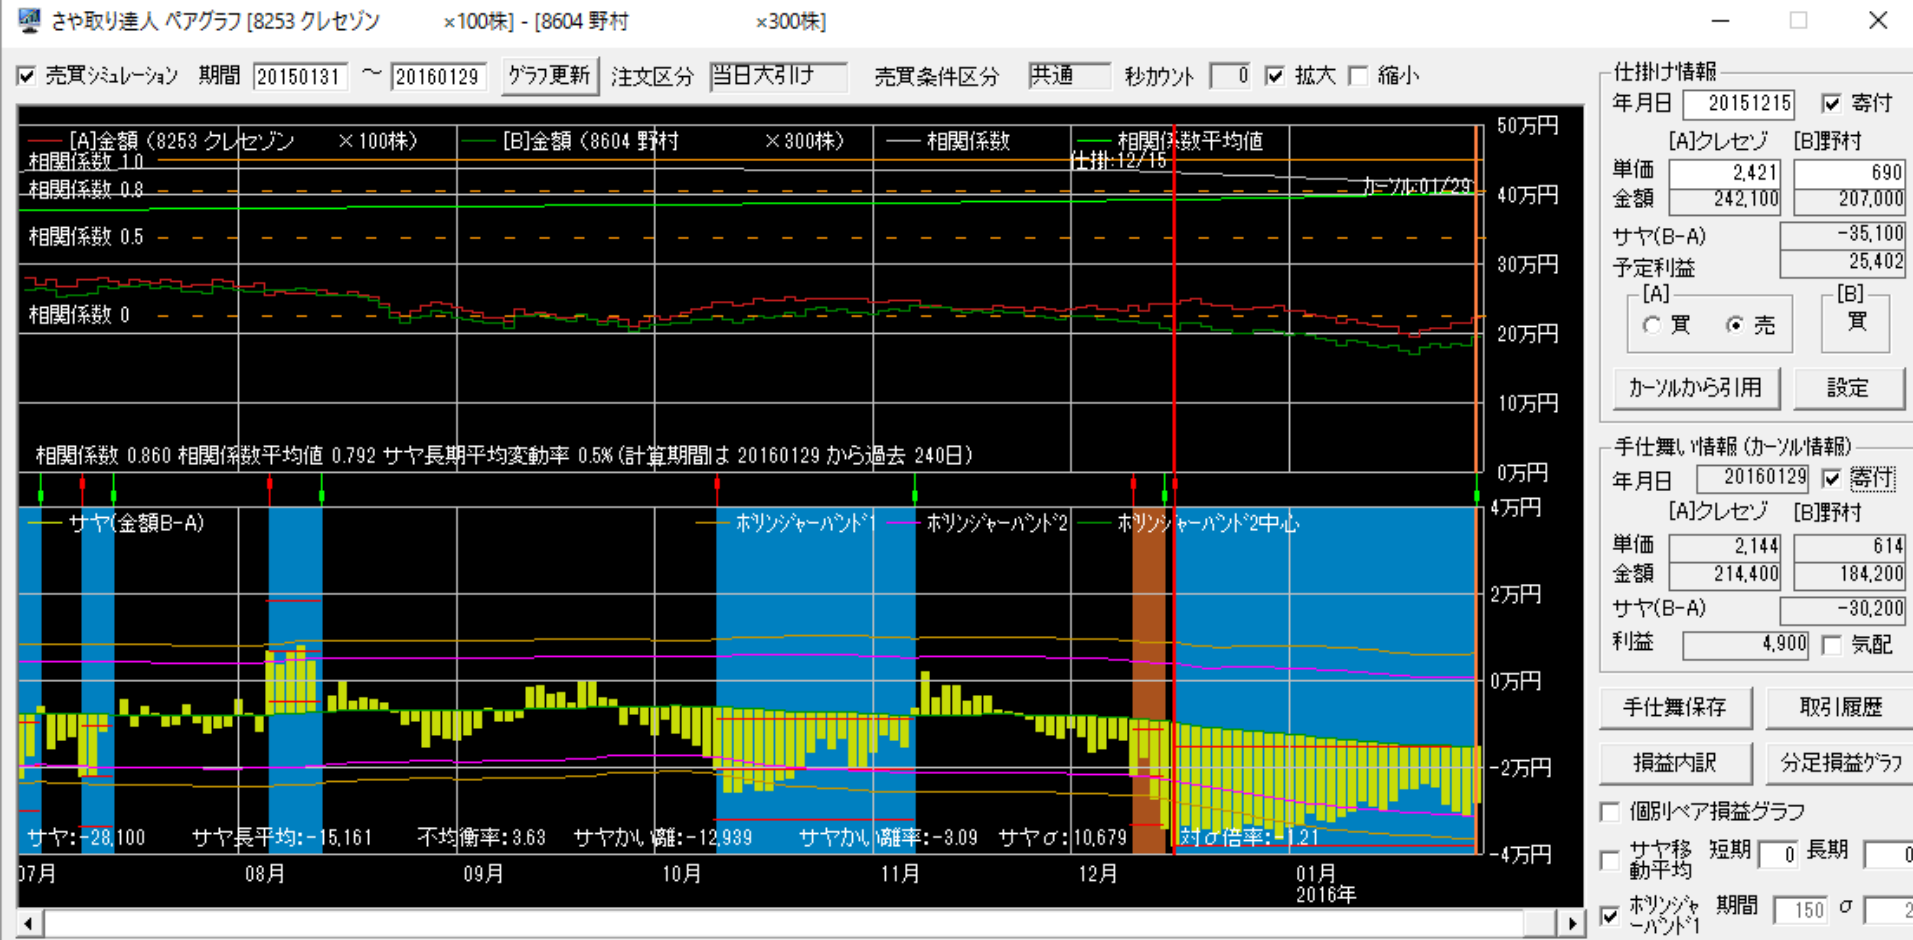 さや取り達人 ペアグラフ [8253 クレセゾン ×100株] - [8604 野村 ×300株]
売買シミュレーション 期間 20150131 ～ 20160129 グラフ更新 注文区分 当日大引け 売買条件区分 共通 秒カウント 0 拡大 縮小
[A]金額（8253 クレセゾン ×100株） [B]金額（8604 野村 ×300株） 相関係数 相関係数平均値
相関係数 1.0
仕掛:12/15
相関係数 0.8
カーソル:01/29
相関係数 0.5
相関係数 0
50万円
40万円
30万円
20万円
10万円
0万円
相関係数 0.860 相関係数平均値 0.792 サヤ長期平均変動率 0.5%(計算期間は 20160129 から過去 240日)
サヤ(金額B-A) ボリンジャーバンド1 ボリンジャーバンド2 ボリンジャーバンド2中心
4万円
2万円
0万円
-2万円
-4万円
サヤ:-28,100 サヤ長平均:-15,161 不均衡率:3.63 サヤかい離:-12,939 サヤかい離率:-3.09 サヤσ:10,679 対σ倍率:-1.21
07月 08月 09月 10月 11月 12月 01月
2016年
仕掛け情報
年月日 20151215 寄付
[A]クレセゾ [B]野村
単価 2,421 690
金額 242,100 207,000
サヤ(B-A) -35,100
予定利益 25,402
[A] [B]
買 売 買
カーソルから引用 設定
手仕舞い情報 (カーソル情報)
年月日 20160129 寄付
[A]クレセゾ [B]野村
単価 2,144 614
金額 214,400 184,200
サヤ(B-A) -30,200
利益 4,900 気配
手仕舞保存 取引履歴
損益内訳 分足損益グラフ
個別ペア損益グラフ
サヤ移動平均 短期 0 長期 0
ボリンジャーバンド1 期間 150 σ 2